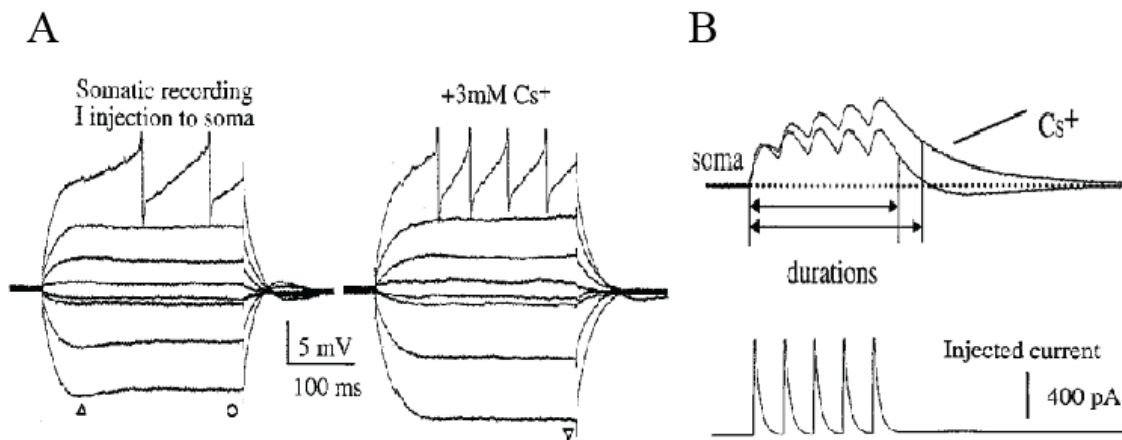 A
Somatic recording
I injection to soma
+3mM Cs+
5 mV
100 ms
B
Cs+
soma
durations
Injected current
400 pA